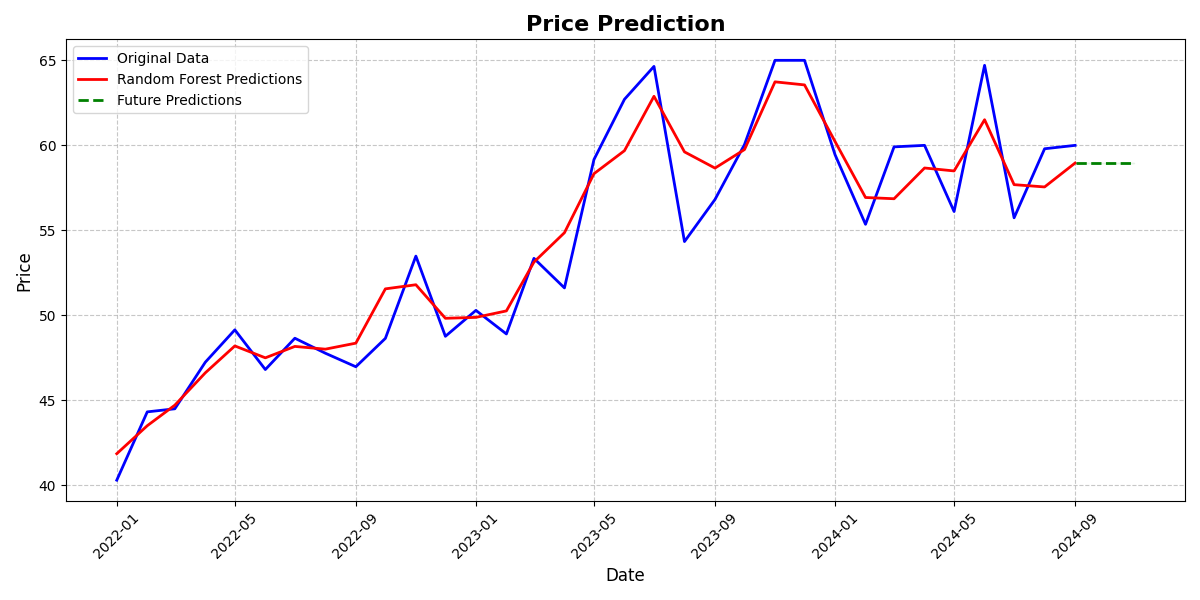 Price Prediction
Original Data
Random Forest Predictions
Future Predictions
Price
65
60
55
50
45
40
2022-01
2022-05
2022-09
2023-01
2023-05
2023-09
2024-01
2024-05
2024-09
Date